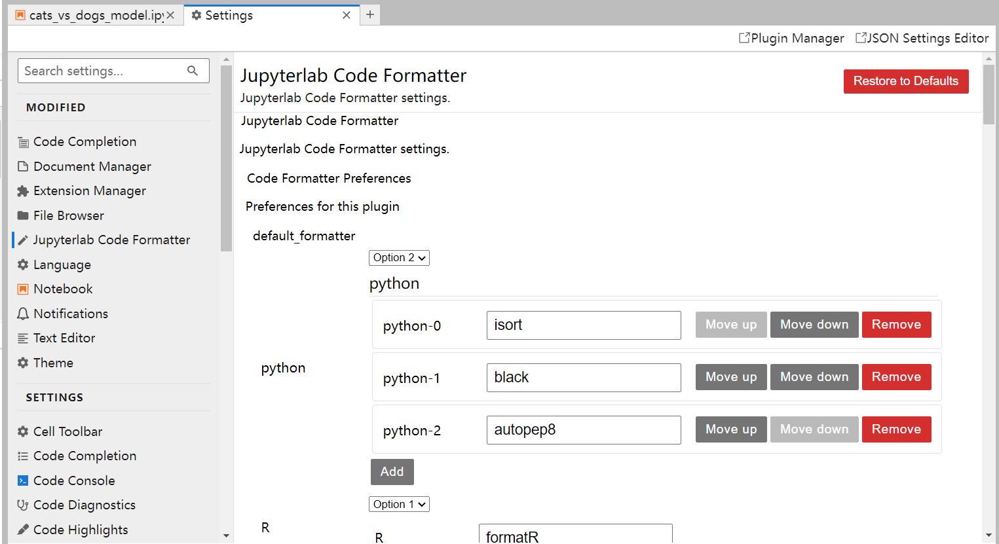 cats_vs_dogs_model.ipy
Settings
Plugin Manager
JSON Settings Editor
Search settings...
MODIFIED
Code Completion
Document Manager
Extension Manager
File Browser
Jupyterlab Code Formatter
Language
Notebook
Notifications
Text Editor
Theme
SETTINGS
Cell Toolbar
Code Completion
Code Console
Code Diagnostics
Code Highlights
Jupyterlab Code Formatter
Restore to Defaults
Jupyterlab Code Formatter settings.
Jupyterlab Code Formatter
Jupyterlab Code Formatter settings.
Code Formatter Preferences
Preferences for this plugin
default_formatter
Option 2
python
python
python-0 isort Move up Move down Remove
python-1 black Move up Move down Remove
python-2 autopep8 Move up Move down Remove
Add
Option 1
R
R formatR